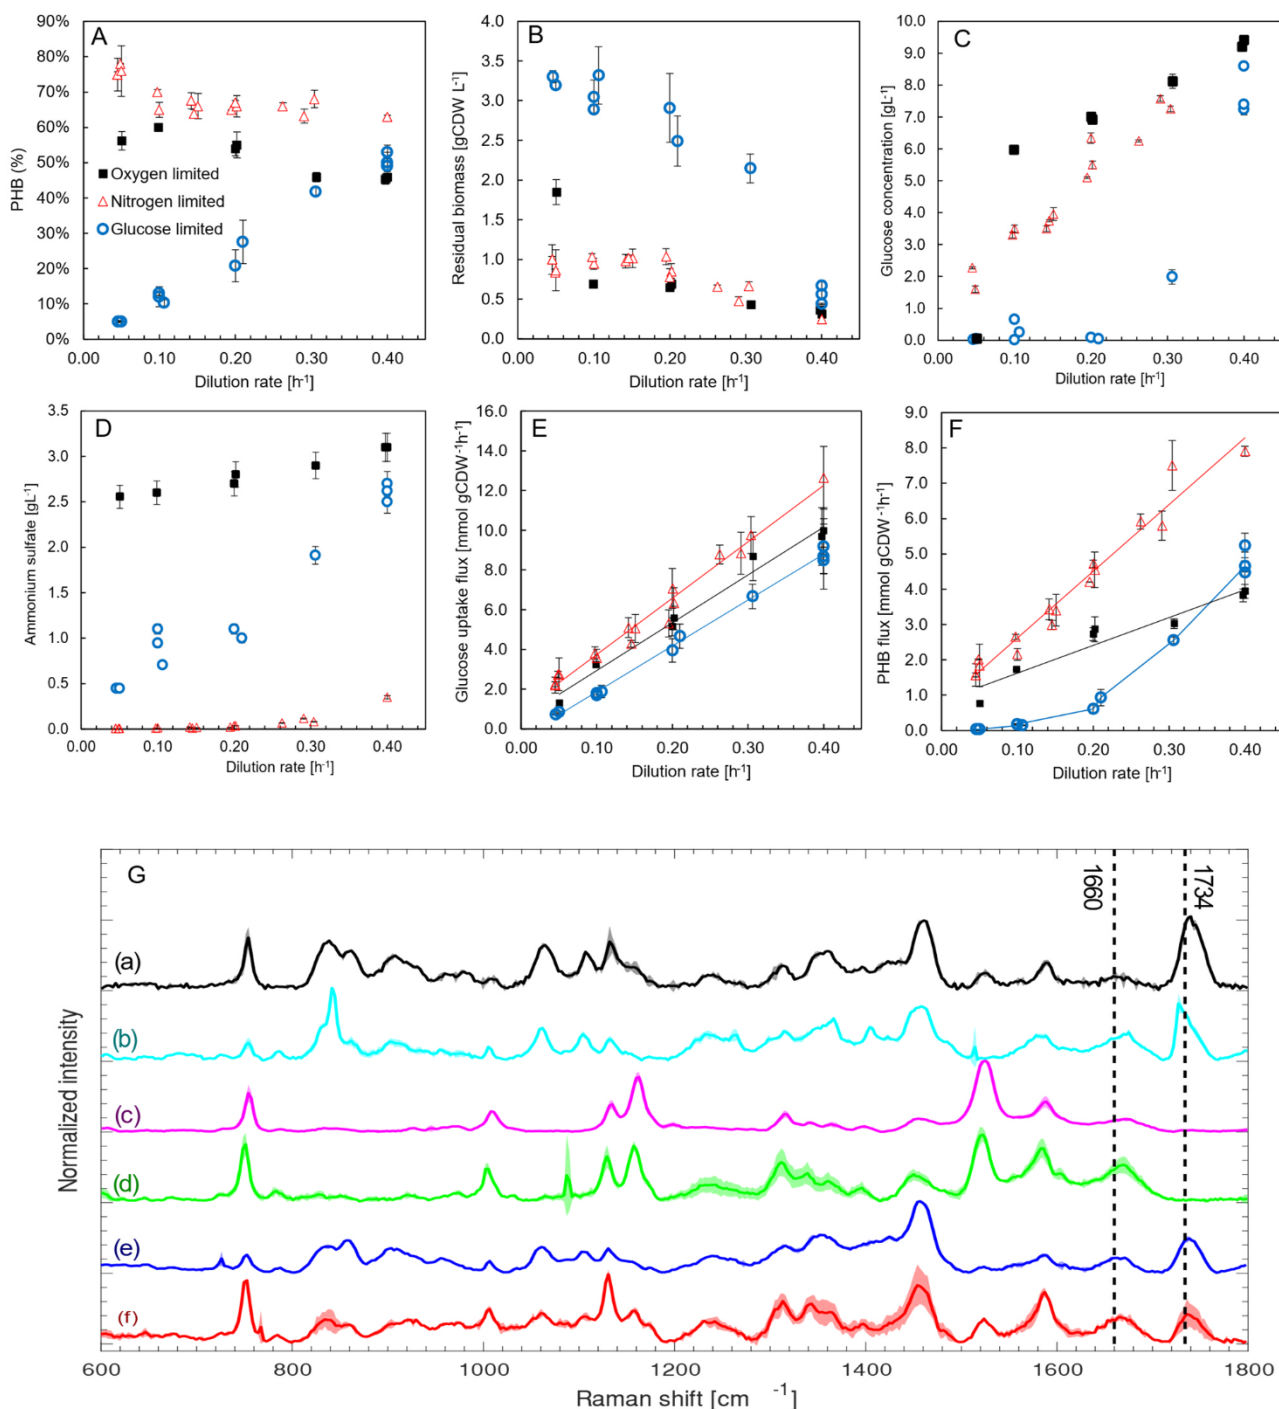 A
90%
80%
70%
60%
50%
40%
30%
20%
10%
0%
PHB (%)
Oxygen limited
Nitrogen limited
Glucose limited
0.00 0.10 0.20 0.30 0.40
Dilution rate [h-1]
B
4.0
3.5
3.0
2.5
2.0
1.5
1.0
0.5
0.0
Residual biomass [gCDW L-1]
0.00 0.10 0.20 0.30 0.40
Dilution rate [h-1]
C
10.0
9.0
8.0
7.0
6.0
5.0
4.0
3.0
2.0
1.0
0.0
Glucose concentration [gL-1]
0.00 0.10 0.20 0.30 0.40
Dilution rate [h-1]
D
3.5
3.0
2.5
2.0
1.5
1.0
0.5
0.0
Ammonium sulfate [gL-1]
0.00 0.10 0.20 0.30 0.40
Dilution rate [h-1]
E
16.0
14.0
12.0
10.0
8.0
6.0
4.0
2.0
0.0
Glucose uptake flux [mmol gCDW-1h-1]
0.00 0.10 0.20 0.30 0.40
Dilution rate [h-1]
F
9.0
8.0
7.0
6.0
5.0
4.0
3.0
2.0
1.0
0.0
PHB flux [mmol gCDW-1h-1]
0.00 0.10 0.20 0.30 0.40
Dilution rate [h-1]
G
1660
1734
(a)
(b)
(c)
(d)
(e)
(f)
Normalized intensity
600 800 1000 1200 1400 1600 1800
Raman shift [cm -1]